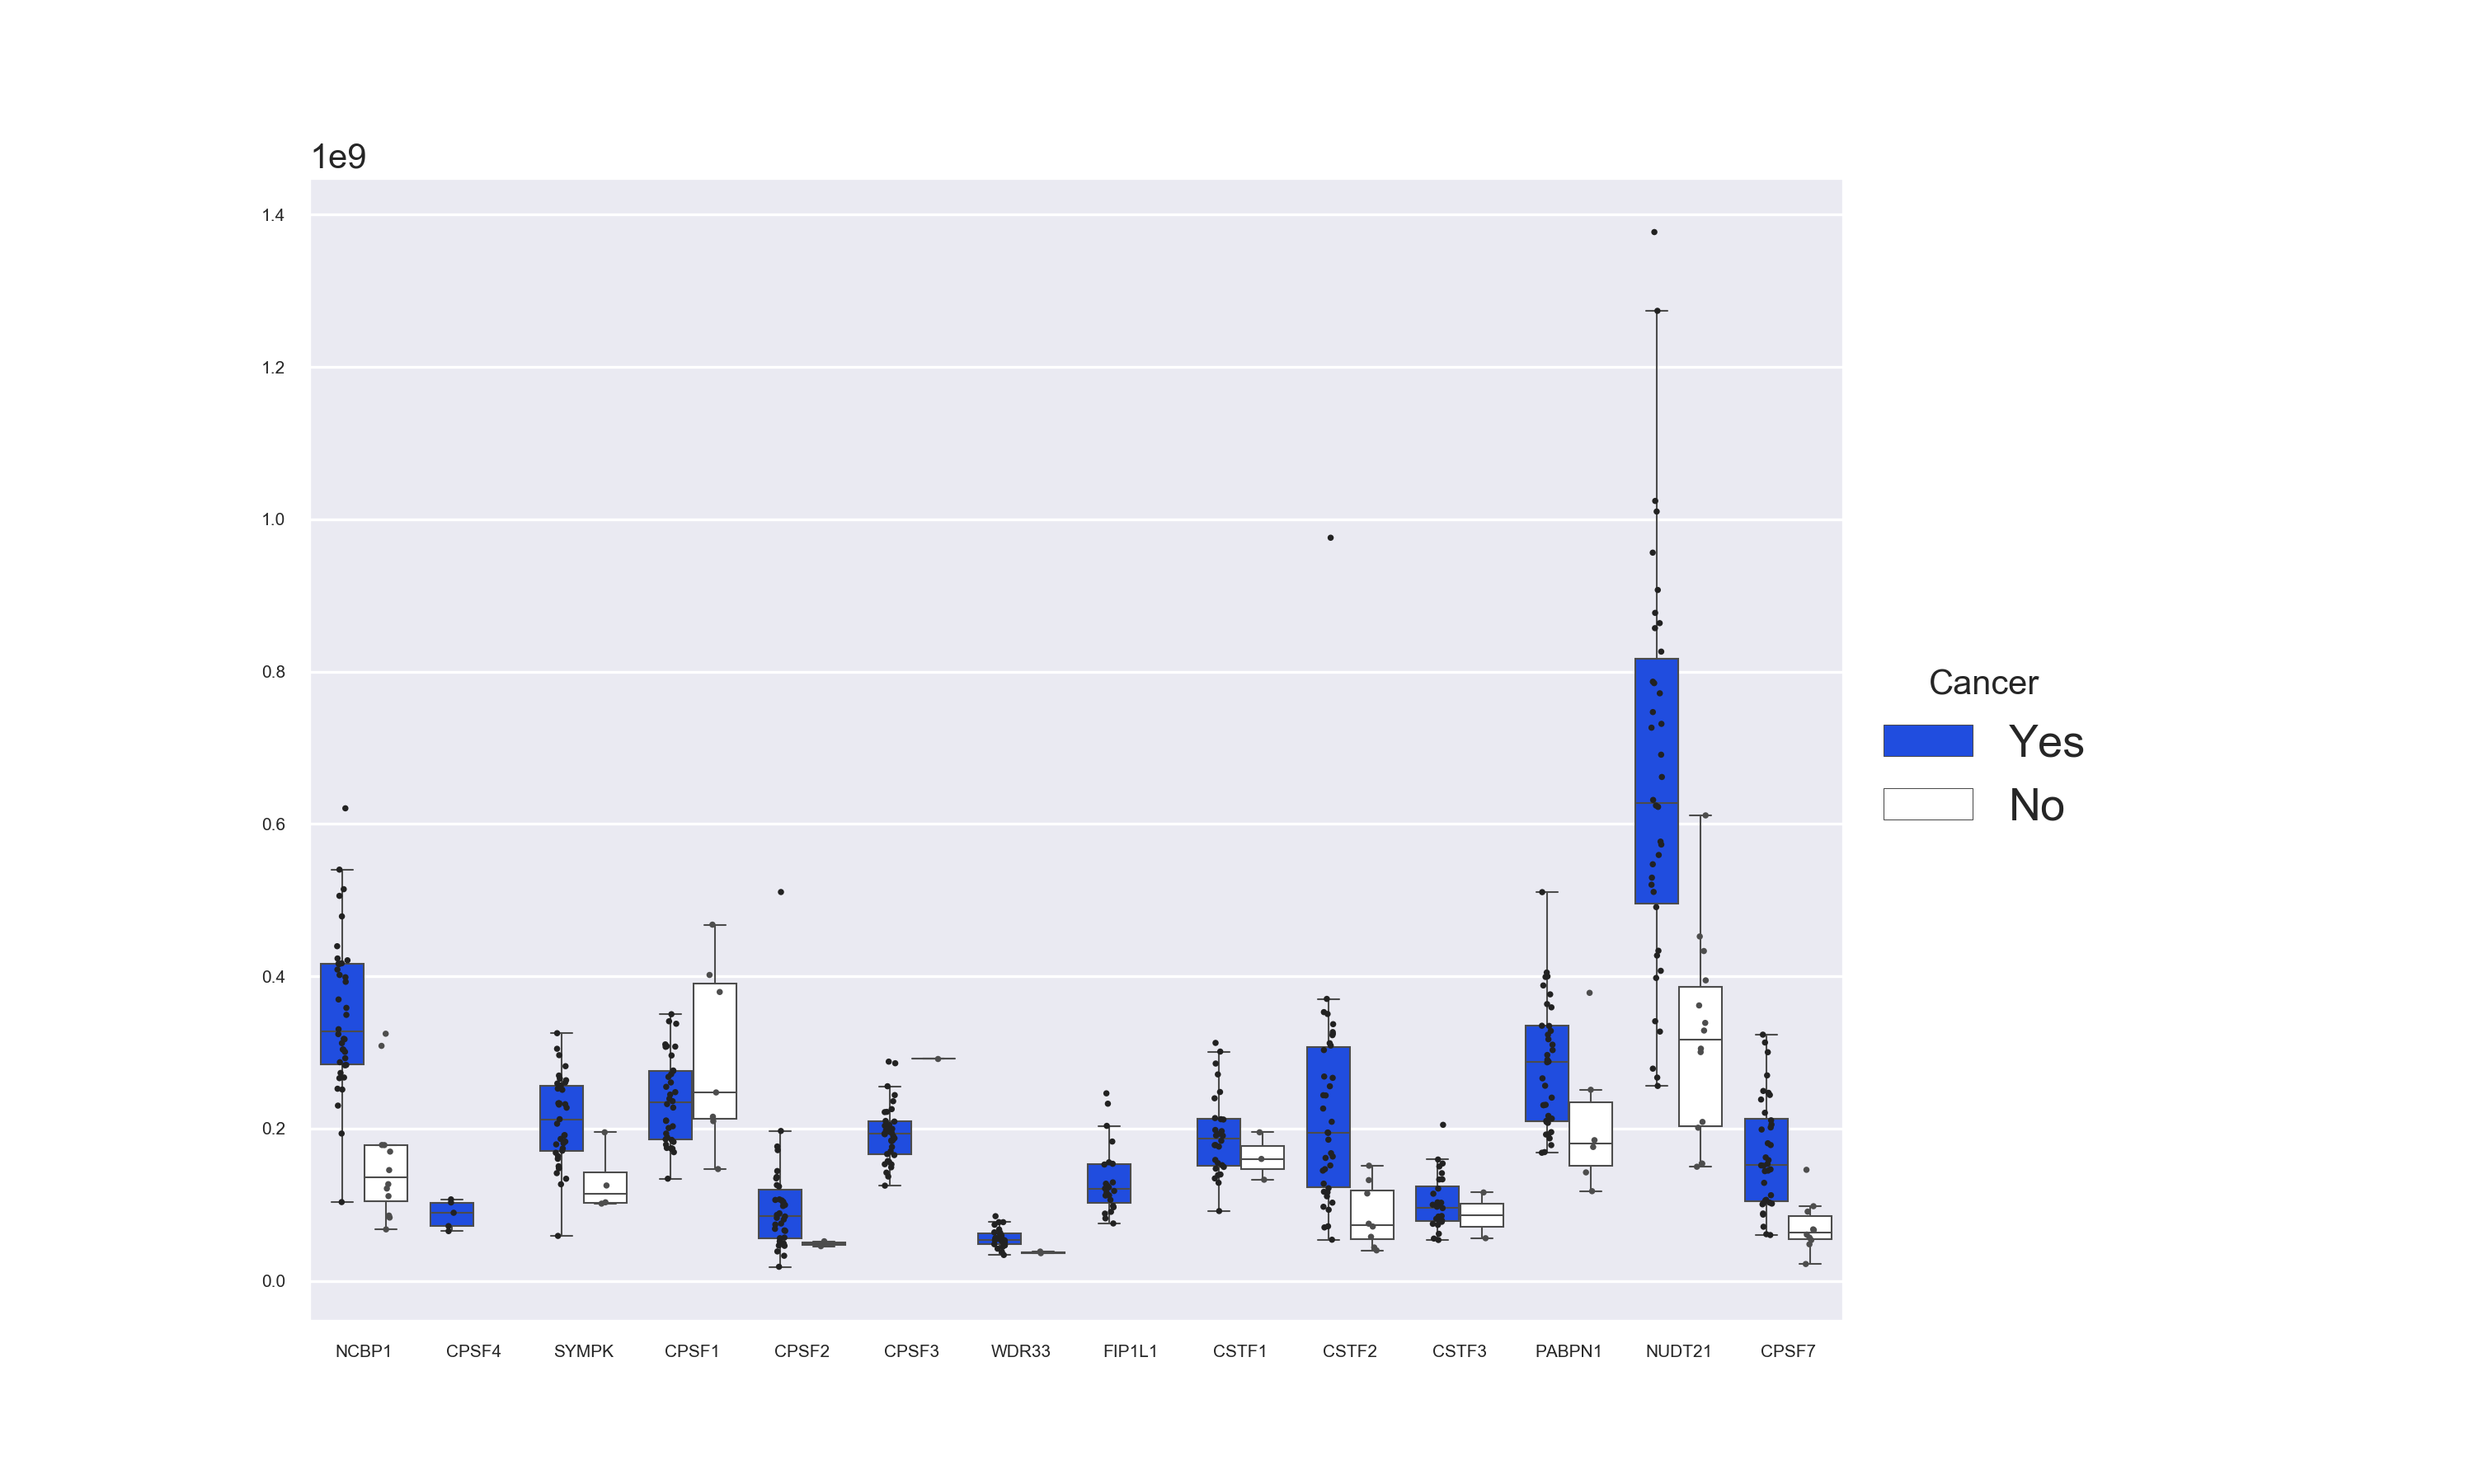 1e9
1.4
1.2
1.0
0.8
0.6
0.4
0.2
0.0
NCBP1 CPSF4 SYMPK CPSF1 CPSF2 CPSF3 WDR33 FIP1L1 CSTF1 CSTF2 CSTF3 PABPN1 NUDT21 CPSF7
Cancer
Yes
No